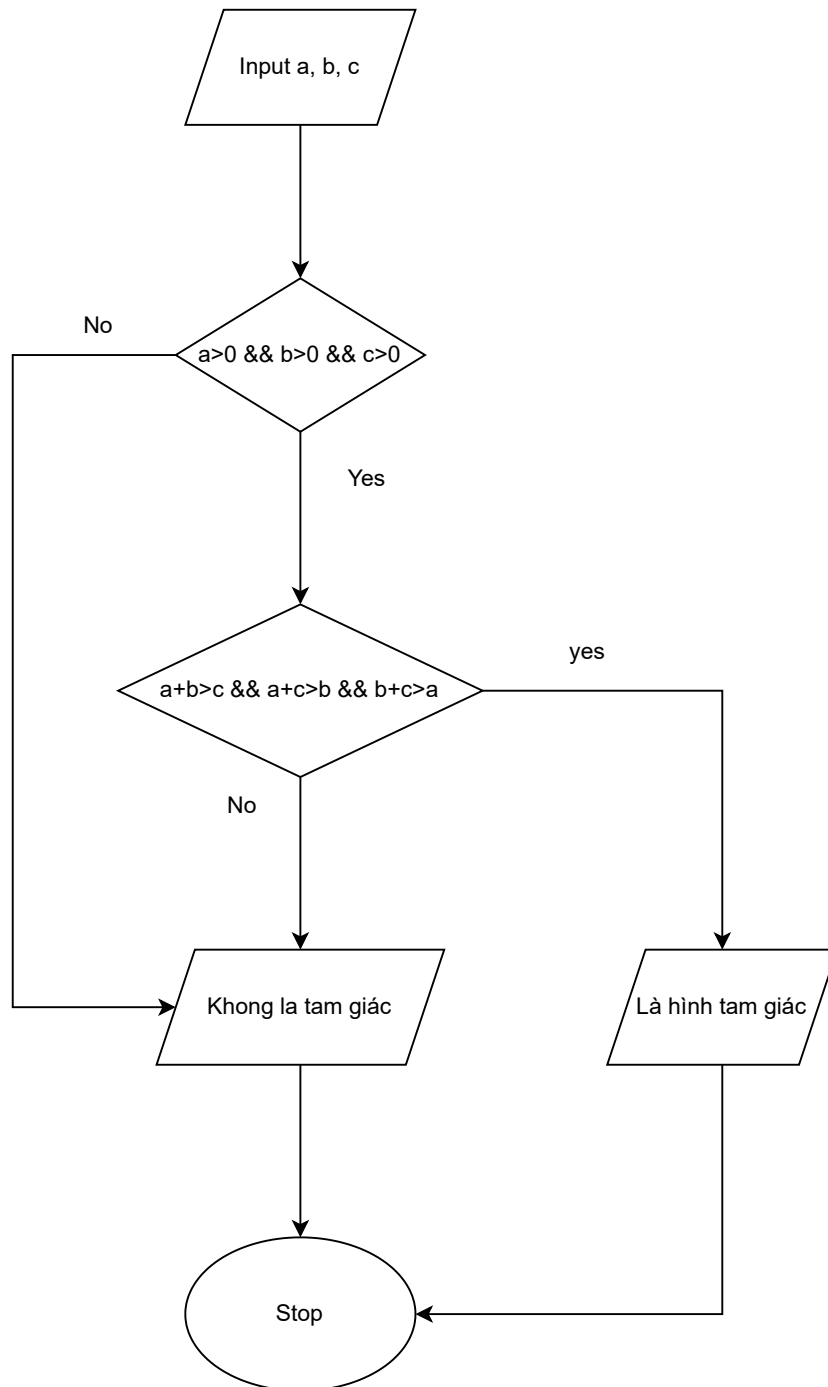 Input a, b, c
No
a>0 && b>0 && c>0
Yes
yes
a+b>c && a+c>b && b+c>a
No
Khong la tam giác
Là hình tam giác
Stop